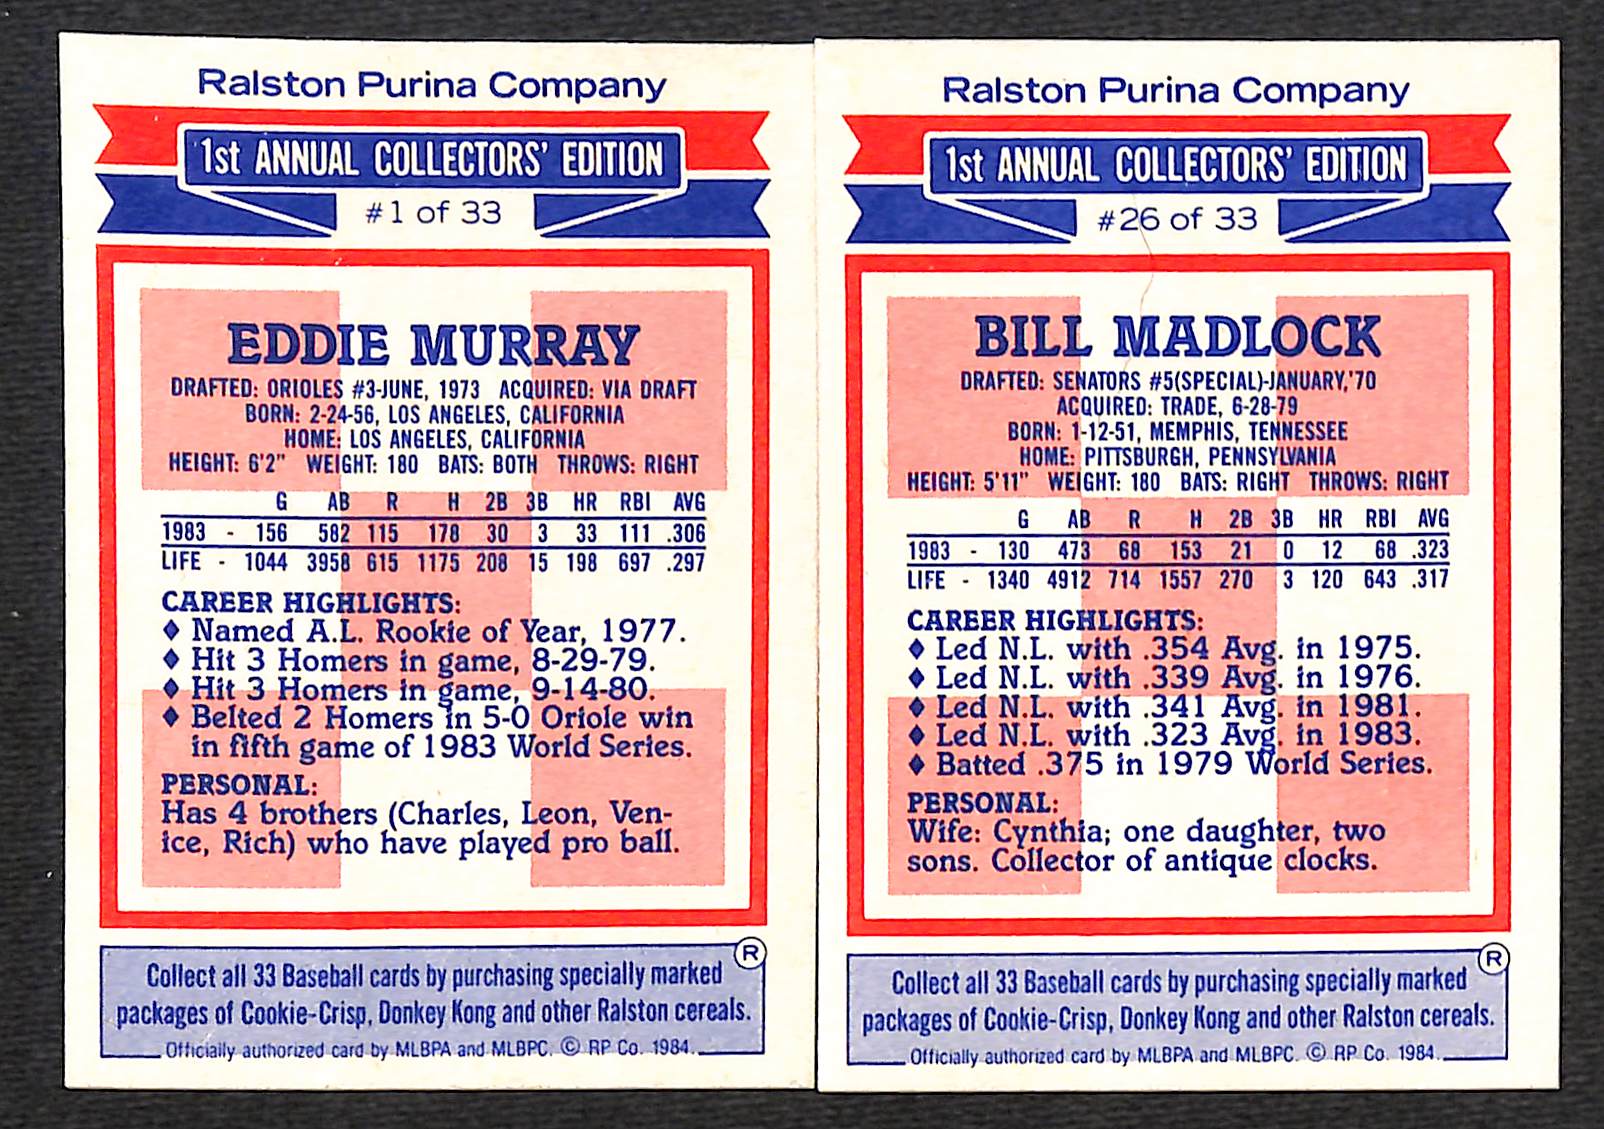 Ralston Purina Company
1st ANNUAL COLLECTORS' EDITION
#1 of 33
EDDIE MURRAY
DRAFTED: ORIOLES #3-JUNE, 1973 ACQUIRED: VIA DRAFT
BORN: 2-24-56, LOS ANGELES, CALIFORNIA
HOME: LOS ANGELES, CALIFORNIA
HEIGHT: 6'2" WEIGHT: 180 BATS: BOTH THROWS: RIGHT
G AB R H 2B 3B HR RBI AVG
1983 - 156 582 115 178 30 3 33 111 .306
LIFE - 1044 3958 615 1175 208 15 198 697 .297
CAREER HIGHLIGHTS:
♦ Named A.L. Rookie of Year, 1977.
♦ Hit 3 Homers in game, 8-29-79.
♦ Hit 3 Homers in game, 9-14-80.
♦ Belted 2 Homers in 5-0 Oriole win
in fifth game of 1983 World Series.
PERSONAL:
Has 4 brothers (Charles, Leon, Ven-
ice, Rich) who have played pro ball.
®
Collect all 33 Baseball cards by purchasing specially marked
packages of Cookie-Crisp, Donkey Kong and other Ralston cereals.
Officially authorized card by MLBPA and MLBPC. © RP Co. 1984.
Ralston Purina Company
1st ANNUAL COLLECTORS' EDITION
#26 of 33
BILL MADLOCK
DRAFTED: SENATORS #5(SPECIAL)-JANUARY,'70
ACQUIRED: TRADE, 6-28-79
BORN: 1-12-51, MEMPHIS, TENNESSEE
HOME: PITTSBURGH, PENNSYLVANIA
HEIGHT: 5'11" WEIGHT: 180 BATS: RIGHT THROWS: RIGHT
G AB R H 2B 3B HR RBI AVG
1983 - 130 473 68 153 21 0 12 68 .323
LIFE - 1340 4912 714 1557 270 3 120 643 .317
CAREER HIGHLIGHTS:
♦ Led N.L. with .354 Avg. in 1975.
♦ Led N.L. with .339 Avg. in 1976.
♦ Led N.L. with .341 Avg. in 1981.
♦ Led N.L. with .323 Avg. in 1983.
♦ Batted .375 in 1979 World Series.
PERSONAL:
Wife: Cynthia; one daughter, two
sons. Collector of antique clocks.
®
Collect all 33 Baseball cards by purchasing specially marked
packages of Cookie-Crisp, Donkey Kong and other Ralston cereals.
Officially authorized card by MLBPA and MLBPC. © RP Co. 1984.